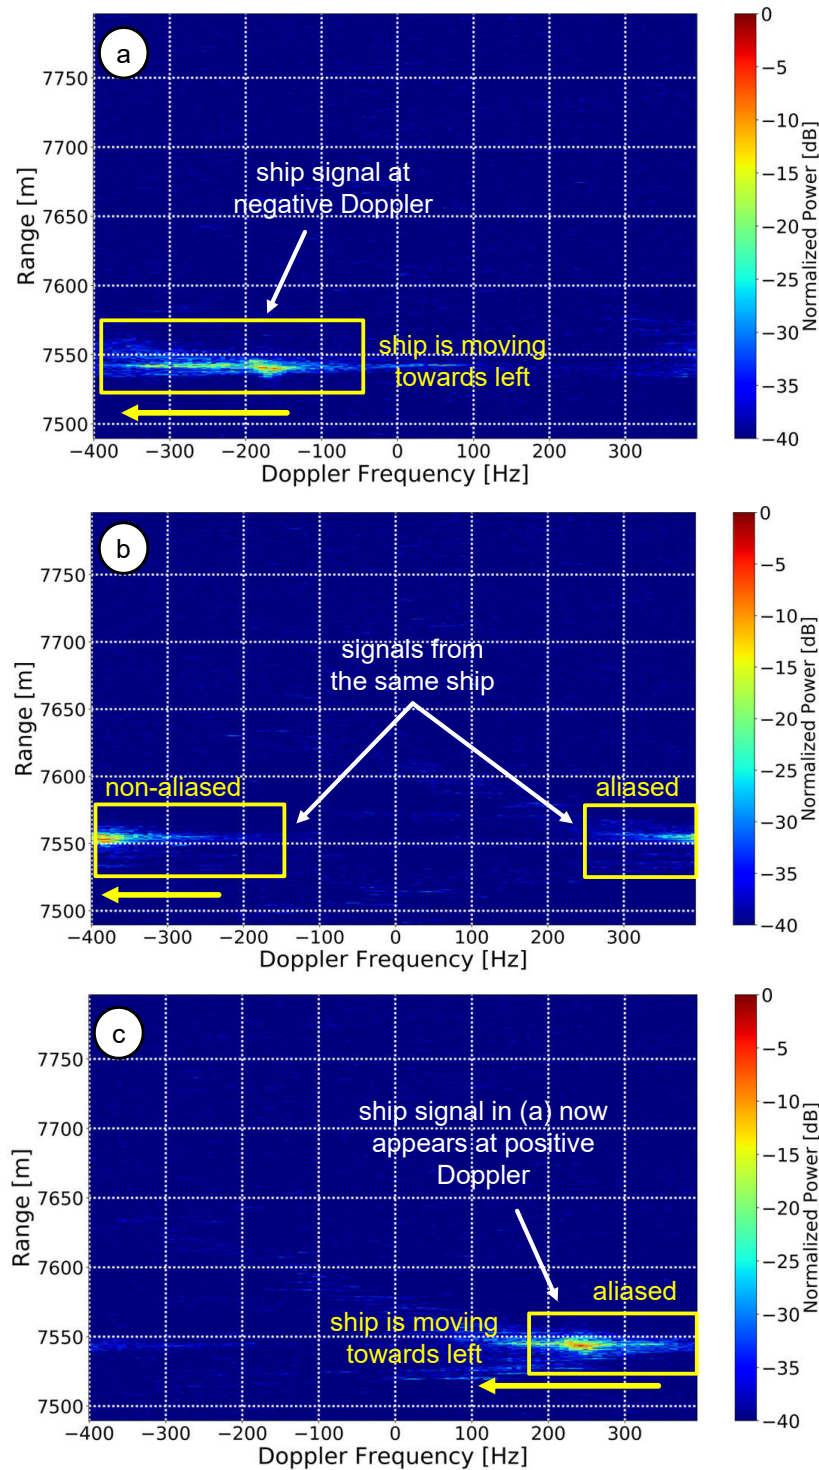 a
7750
7700
7650
7600
7550
7500
Range [m]
−400 −300 −200 −100 0 100 200 300
Doppler Frequency [Hz]
ship signal at
negative Doppler
ship is moving
towards left
0
−5
−10
−15
−20
−25
−30
−35
−40
Normalized Power [dB]
b
7750
7700
7650
7600
7550
7500
Range [m]
−400 −300 −200 −100 0 100 200 300
Doppler Frequency [Hz]
signals from
the same ship
non-aliased
aliased
0
−5
−10
−15
−20
−25
−30
−35
−40
Normalized Power [dB]
c
7750
7700
7650
7600
7550
7500
Range [m]
−400 −300 −200 −100 0 100 200 300
Doppler Frequency [Hz]
ship signal in (a) now
appears at positive
Doppler
aliased
ship is moving
towards left
0
−5
−10
−15
−20
−25
−30
−35
−40
Normalized Power [dB]